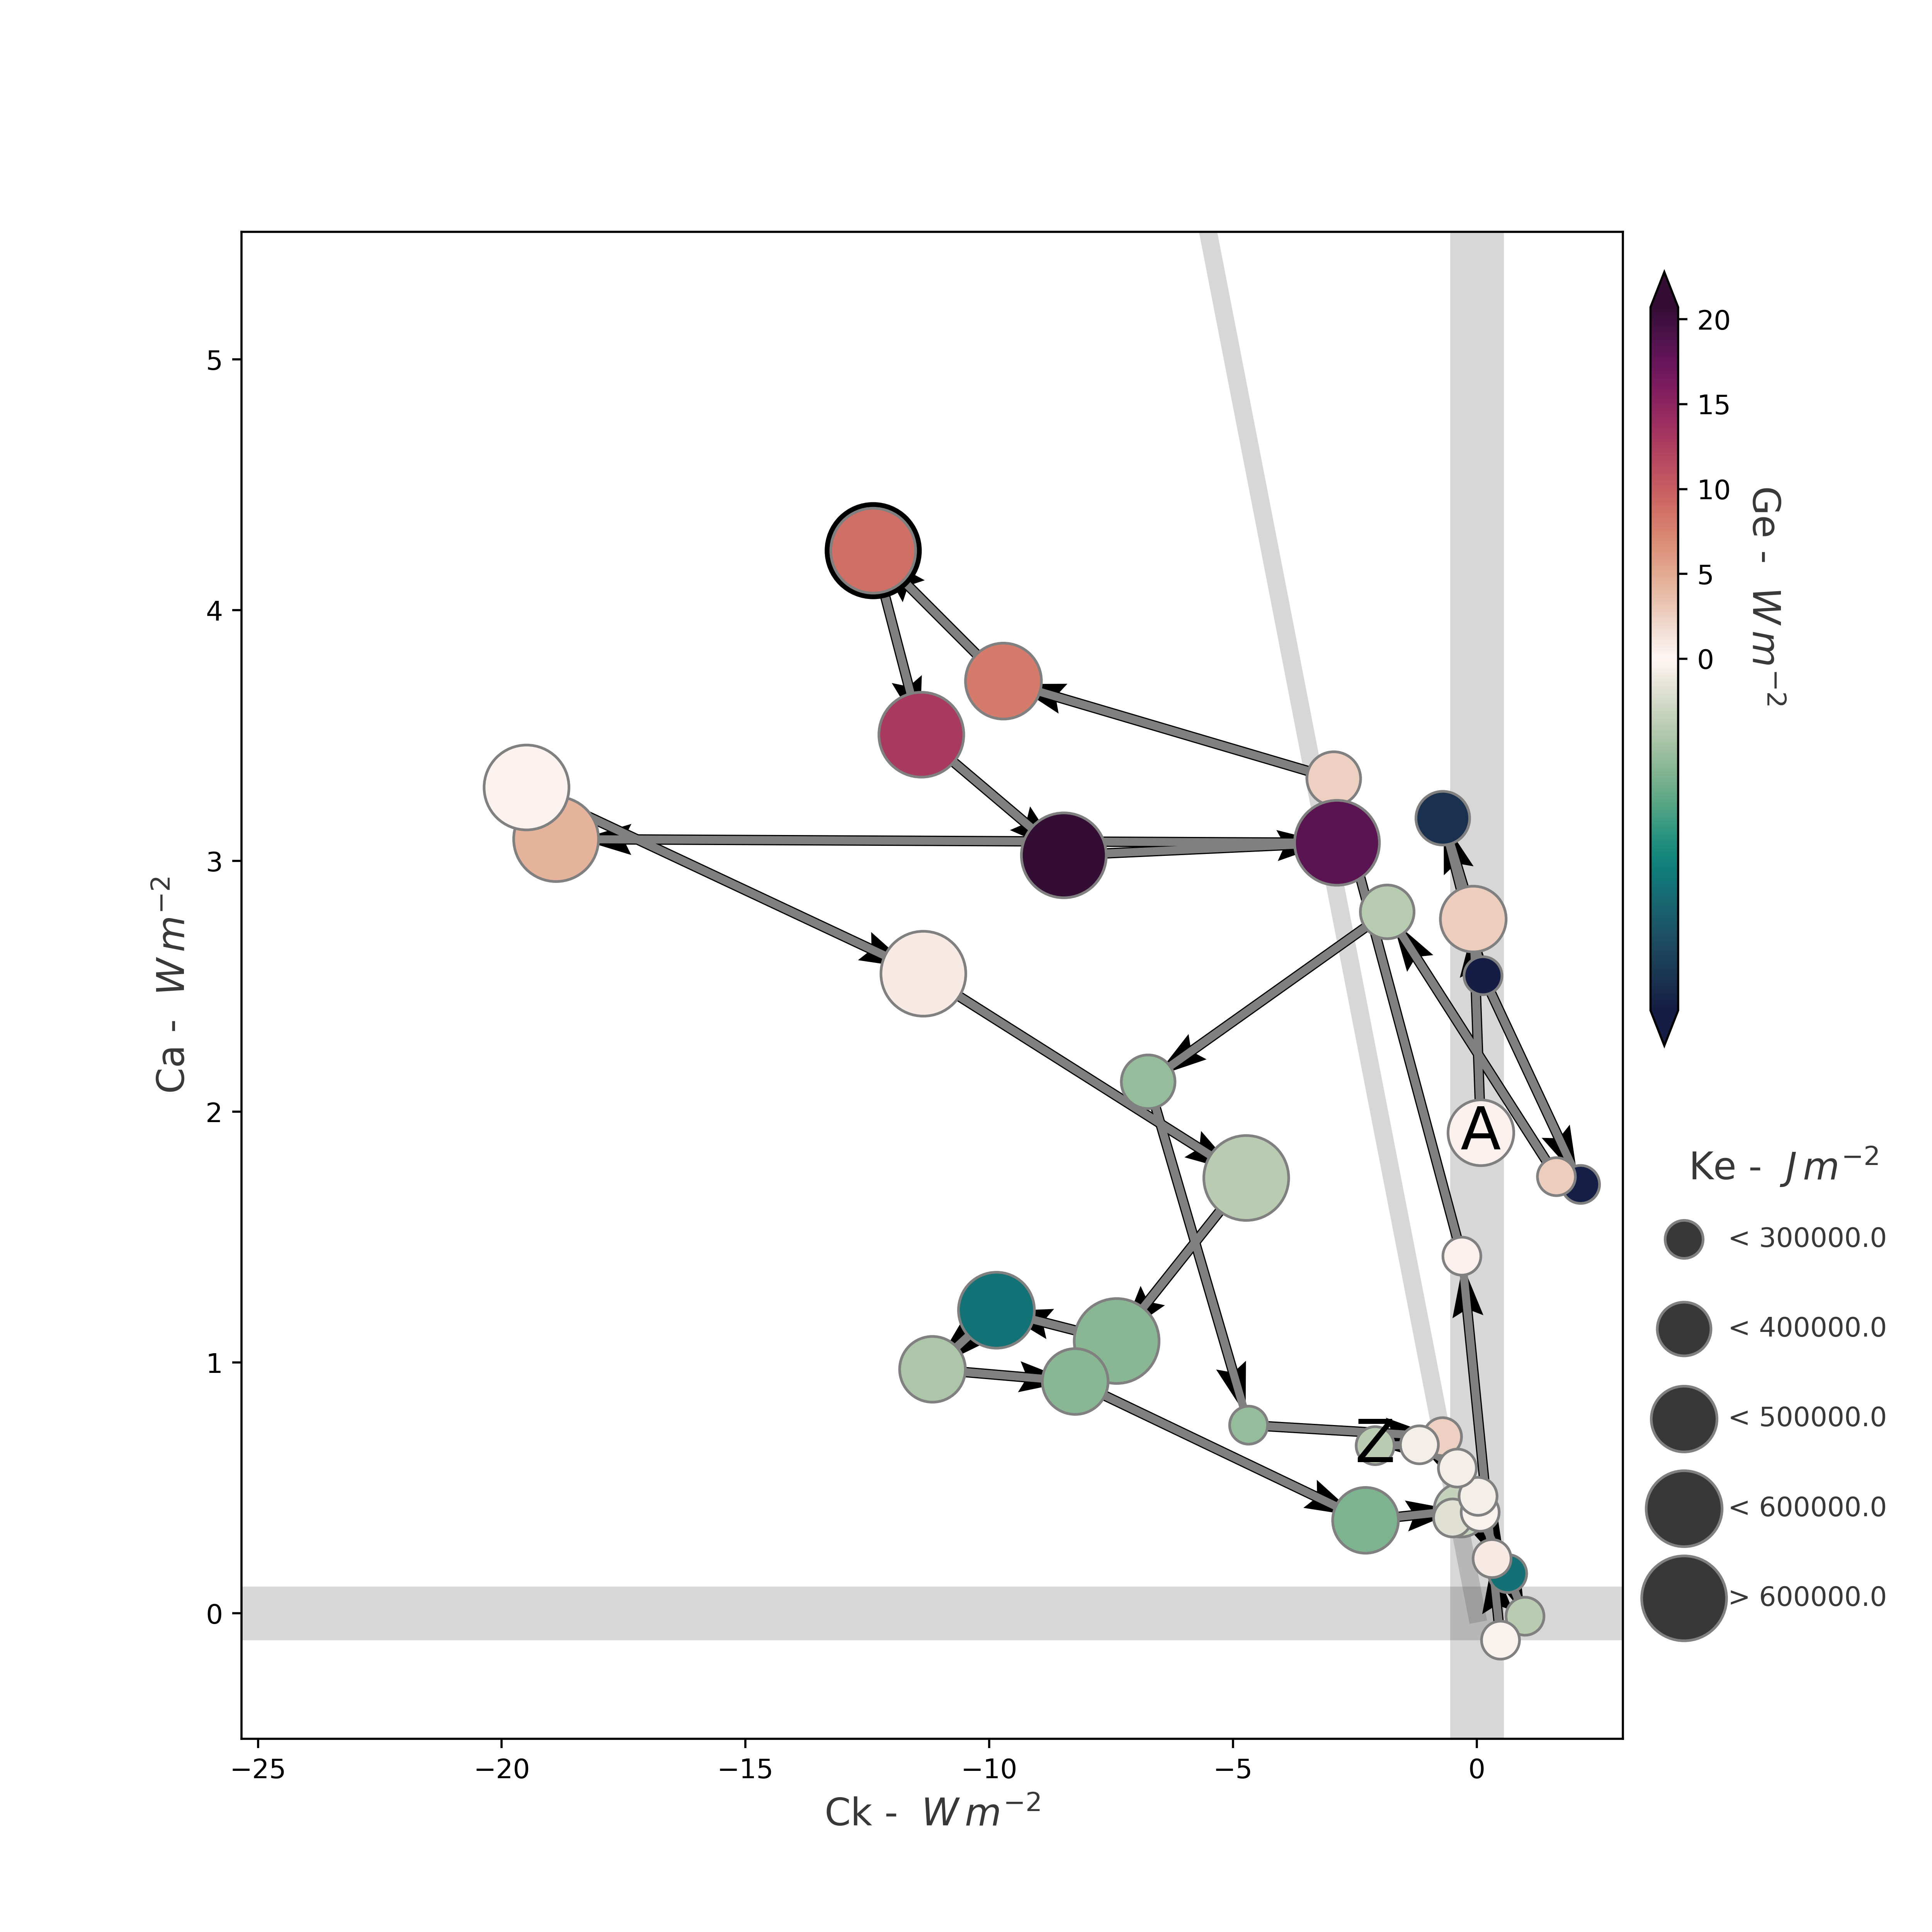 20
15
10
5
0
Ge - W m⁻²
5
4
3
2
1
0
Ca - W m⁻²
A
Z
Ke - J m⁻²
< 300000.0
< 400000.0
< 500000.0
< 600000.0
> 600000.0
−25 −20 −15 −10 −5 0
Ck - W m⁻²